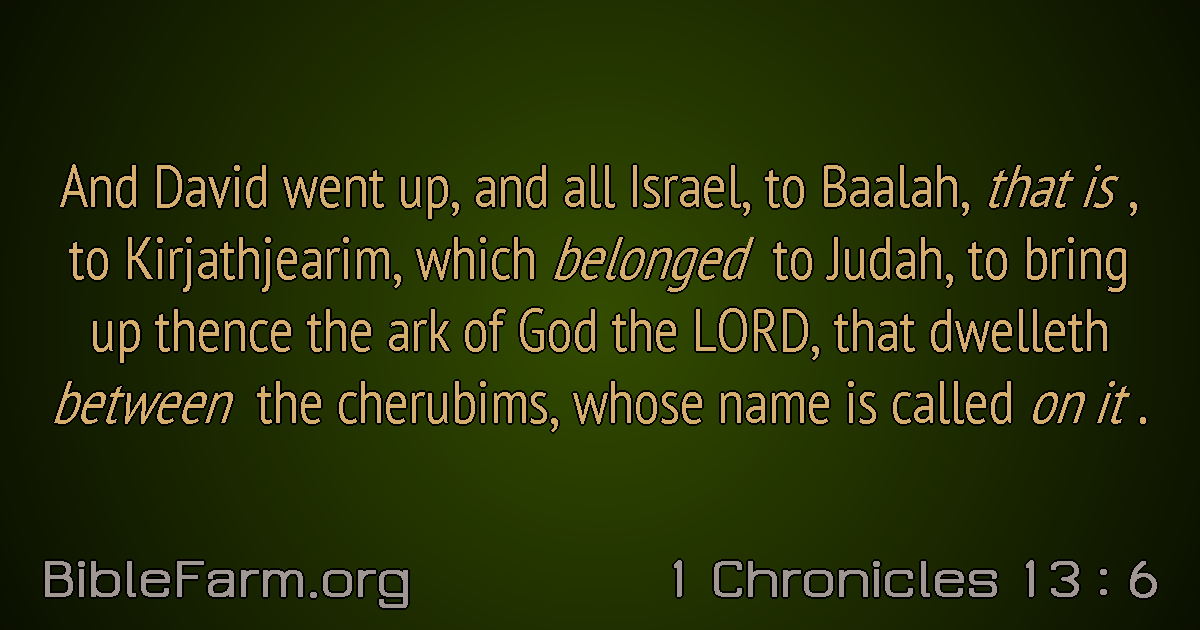 And David went up, and all Israel, to Baalah, that is ,
to Kirjathjearim, which belonged to Judah, to bring
up thence the ark of God the LORD, that dwelleth
between the cherubims, whose name is called on it .
BibleFarm.org
1 Chronicles 13 : 6